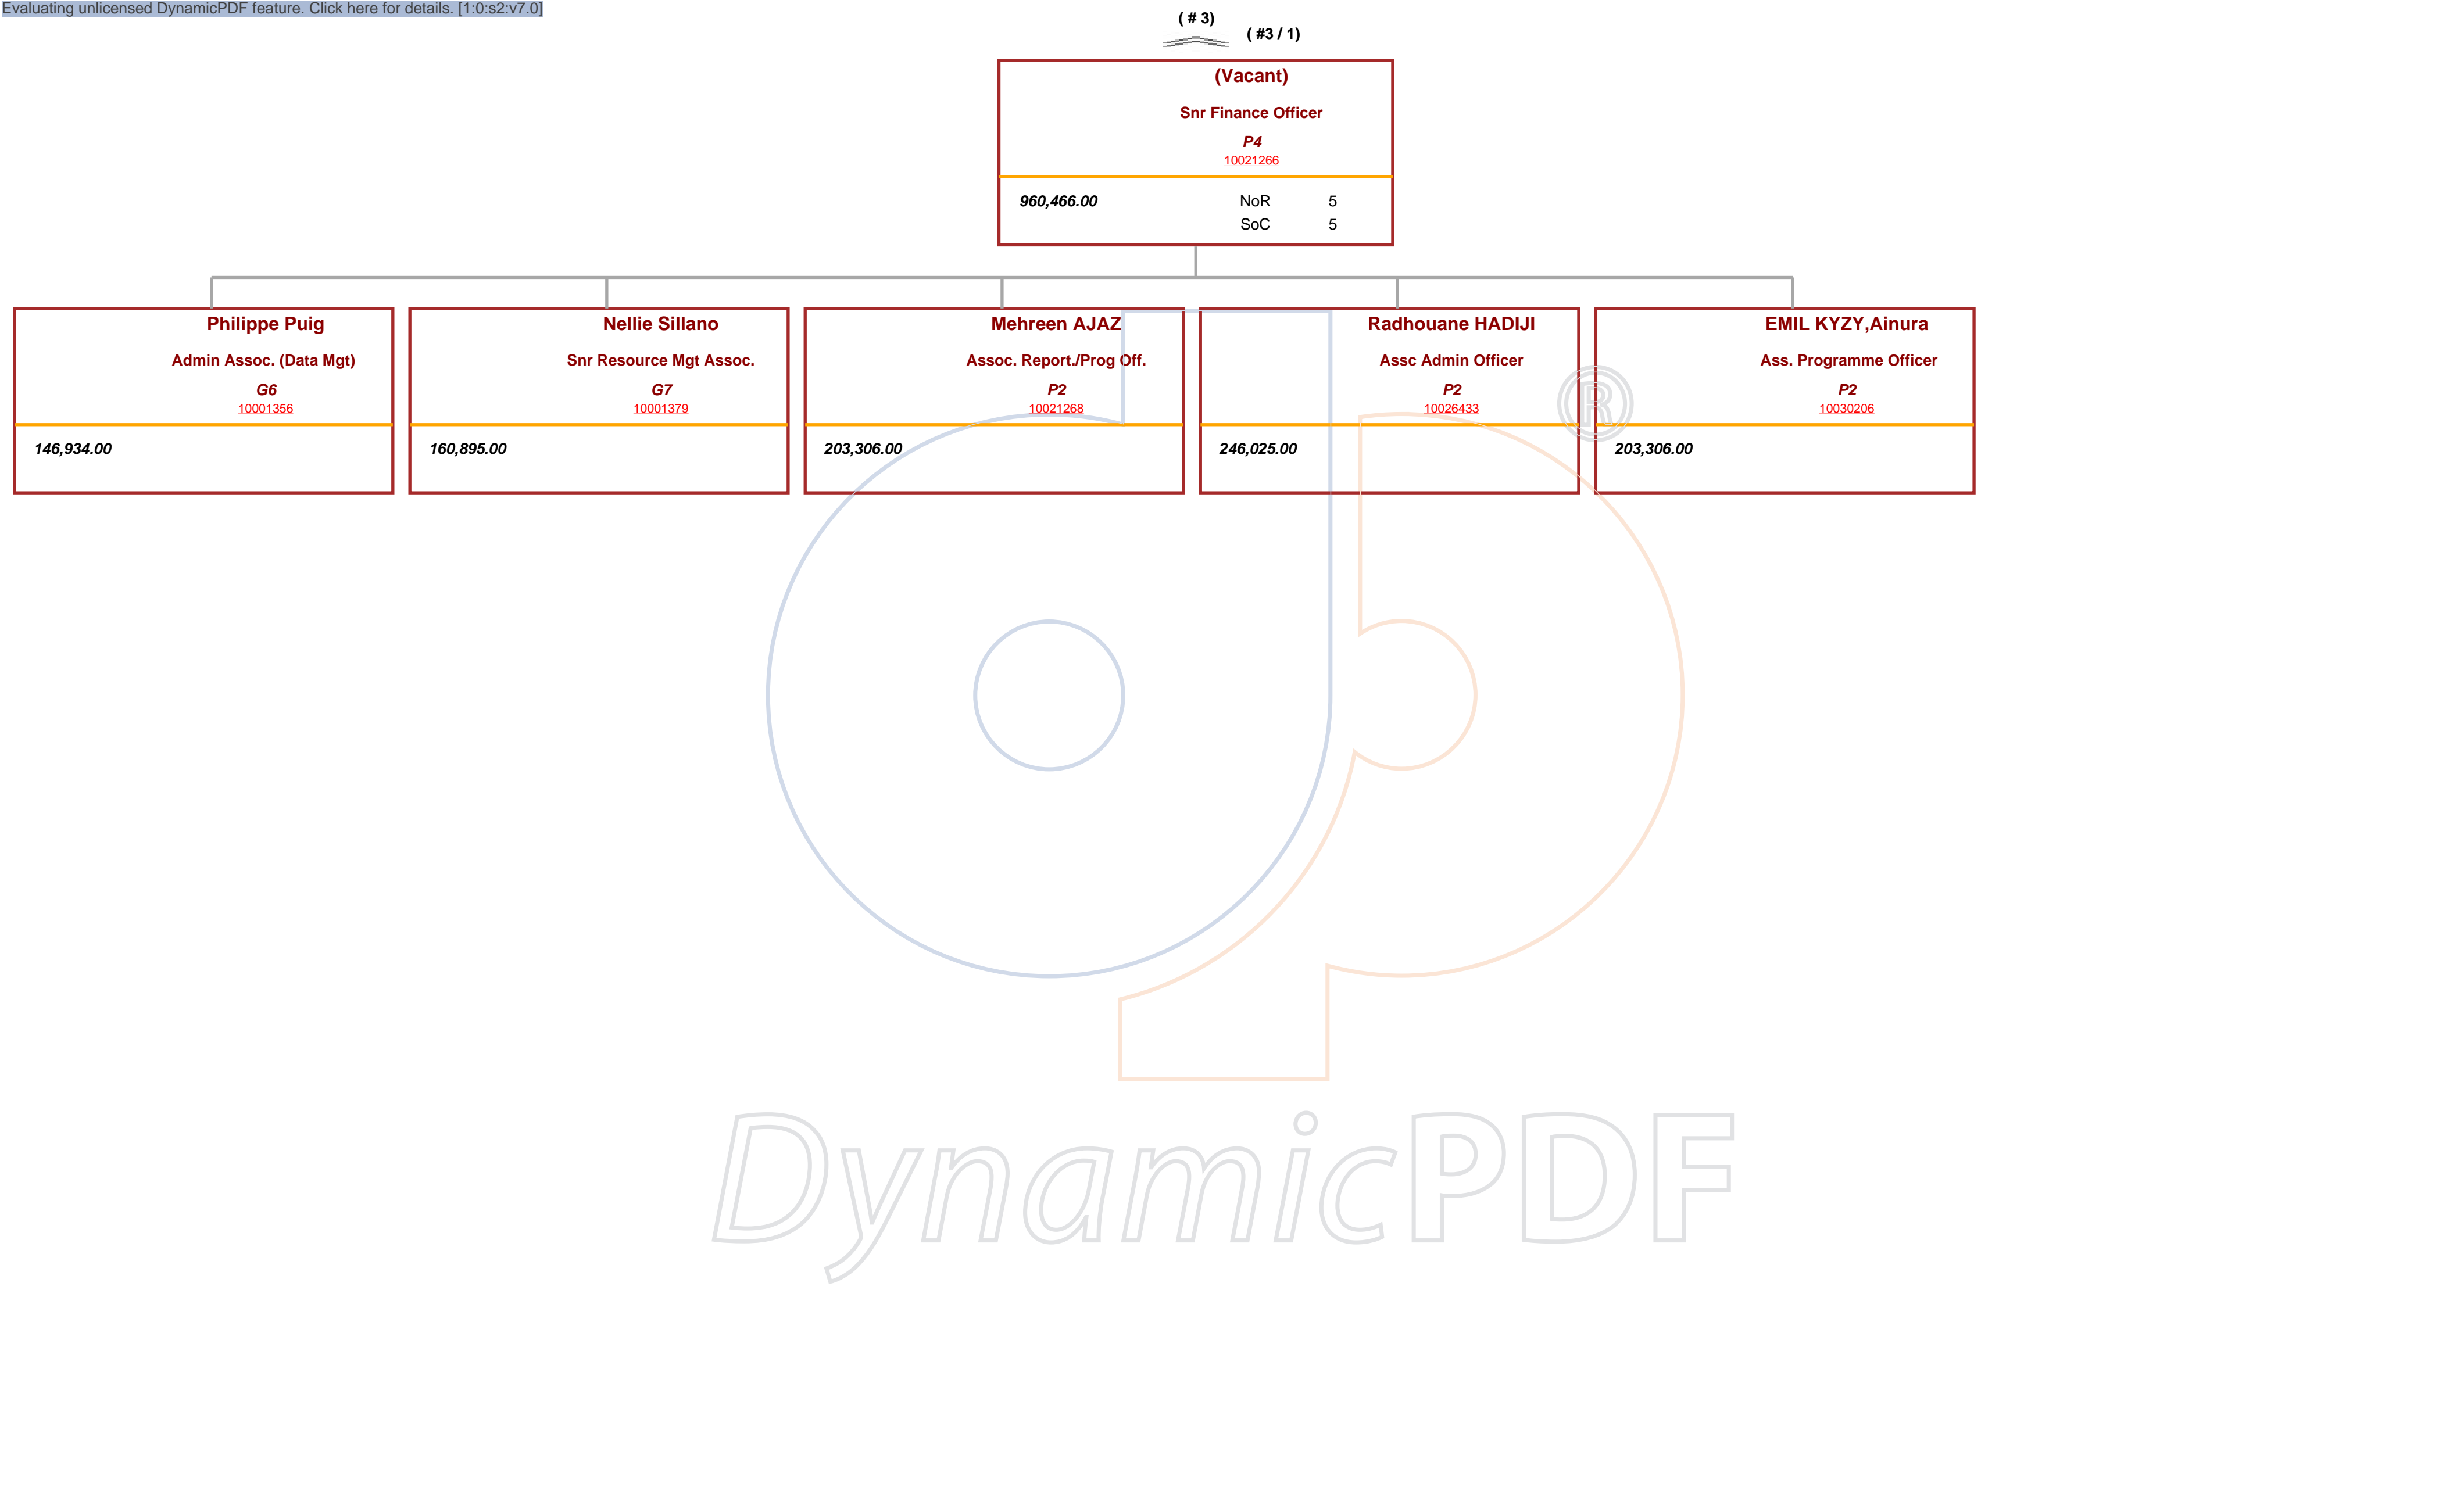 Evaluating unlicensed DynamicPDF feature. Click here for details. [1:0:s2:v7.0]
( # 3)
( #3 / 1)
(Vacant)
Snr Finance Officer
P4
10021266
960,466.00 NoR 5
SoC 5
Philippe Puig
Admin Assoc. (Data Mgt)
G6
10001356
146,934.00
Nellie Sillano
Snr Resource Mgt Assoc.
G7
10001379
160,895.00
Mehreen AJAZ
Assoc. Report./Prog Off.
P2
10021268
203,306.00
Radhouane HADIJI
Assc Admin Officer
P2
10026433
246,025.00
EMIL KYZY,Ainura
Ass. Programme Officer
P2
10030206
203,306.00
®
DynamicPDF